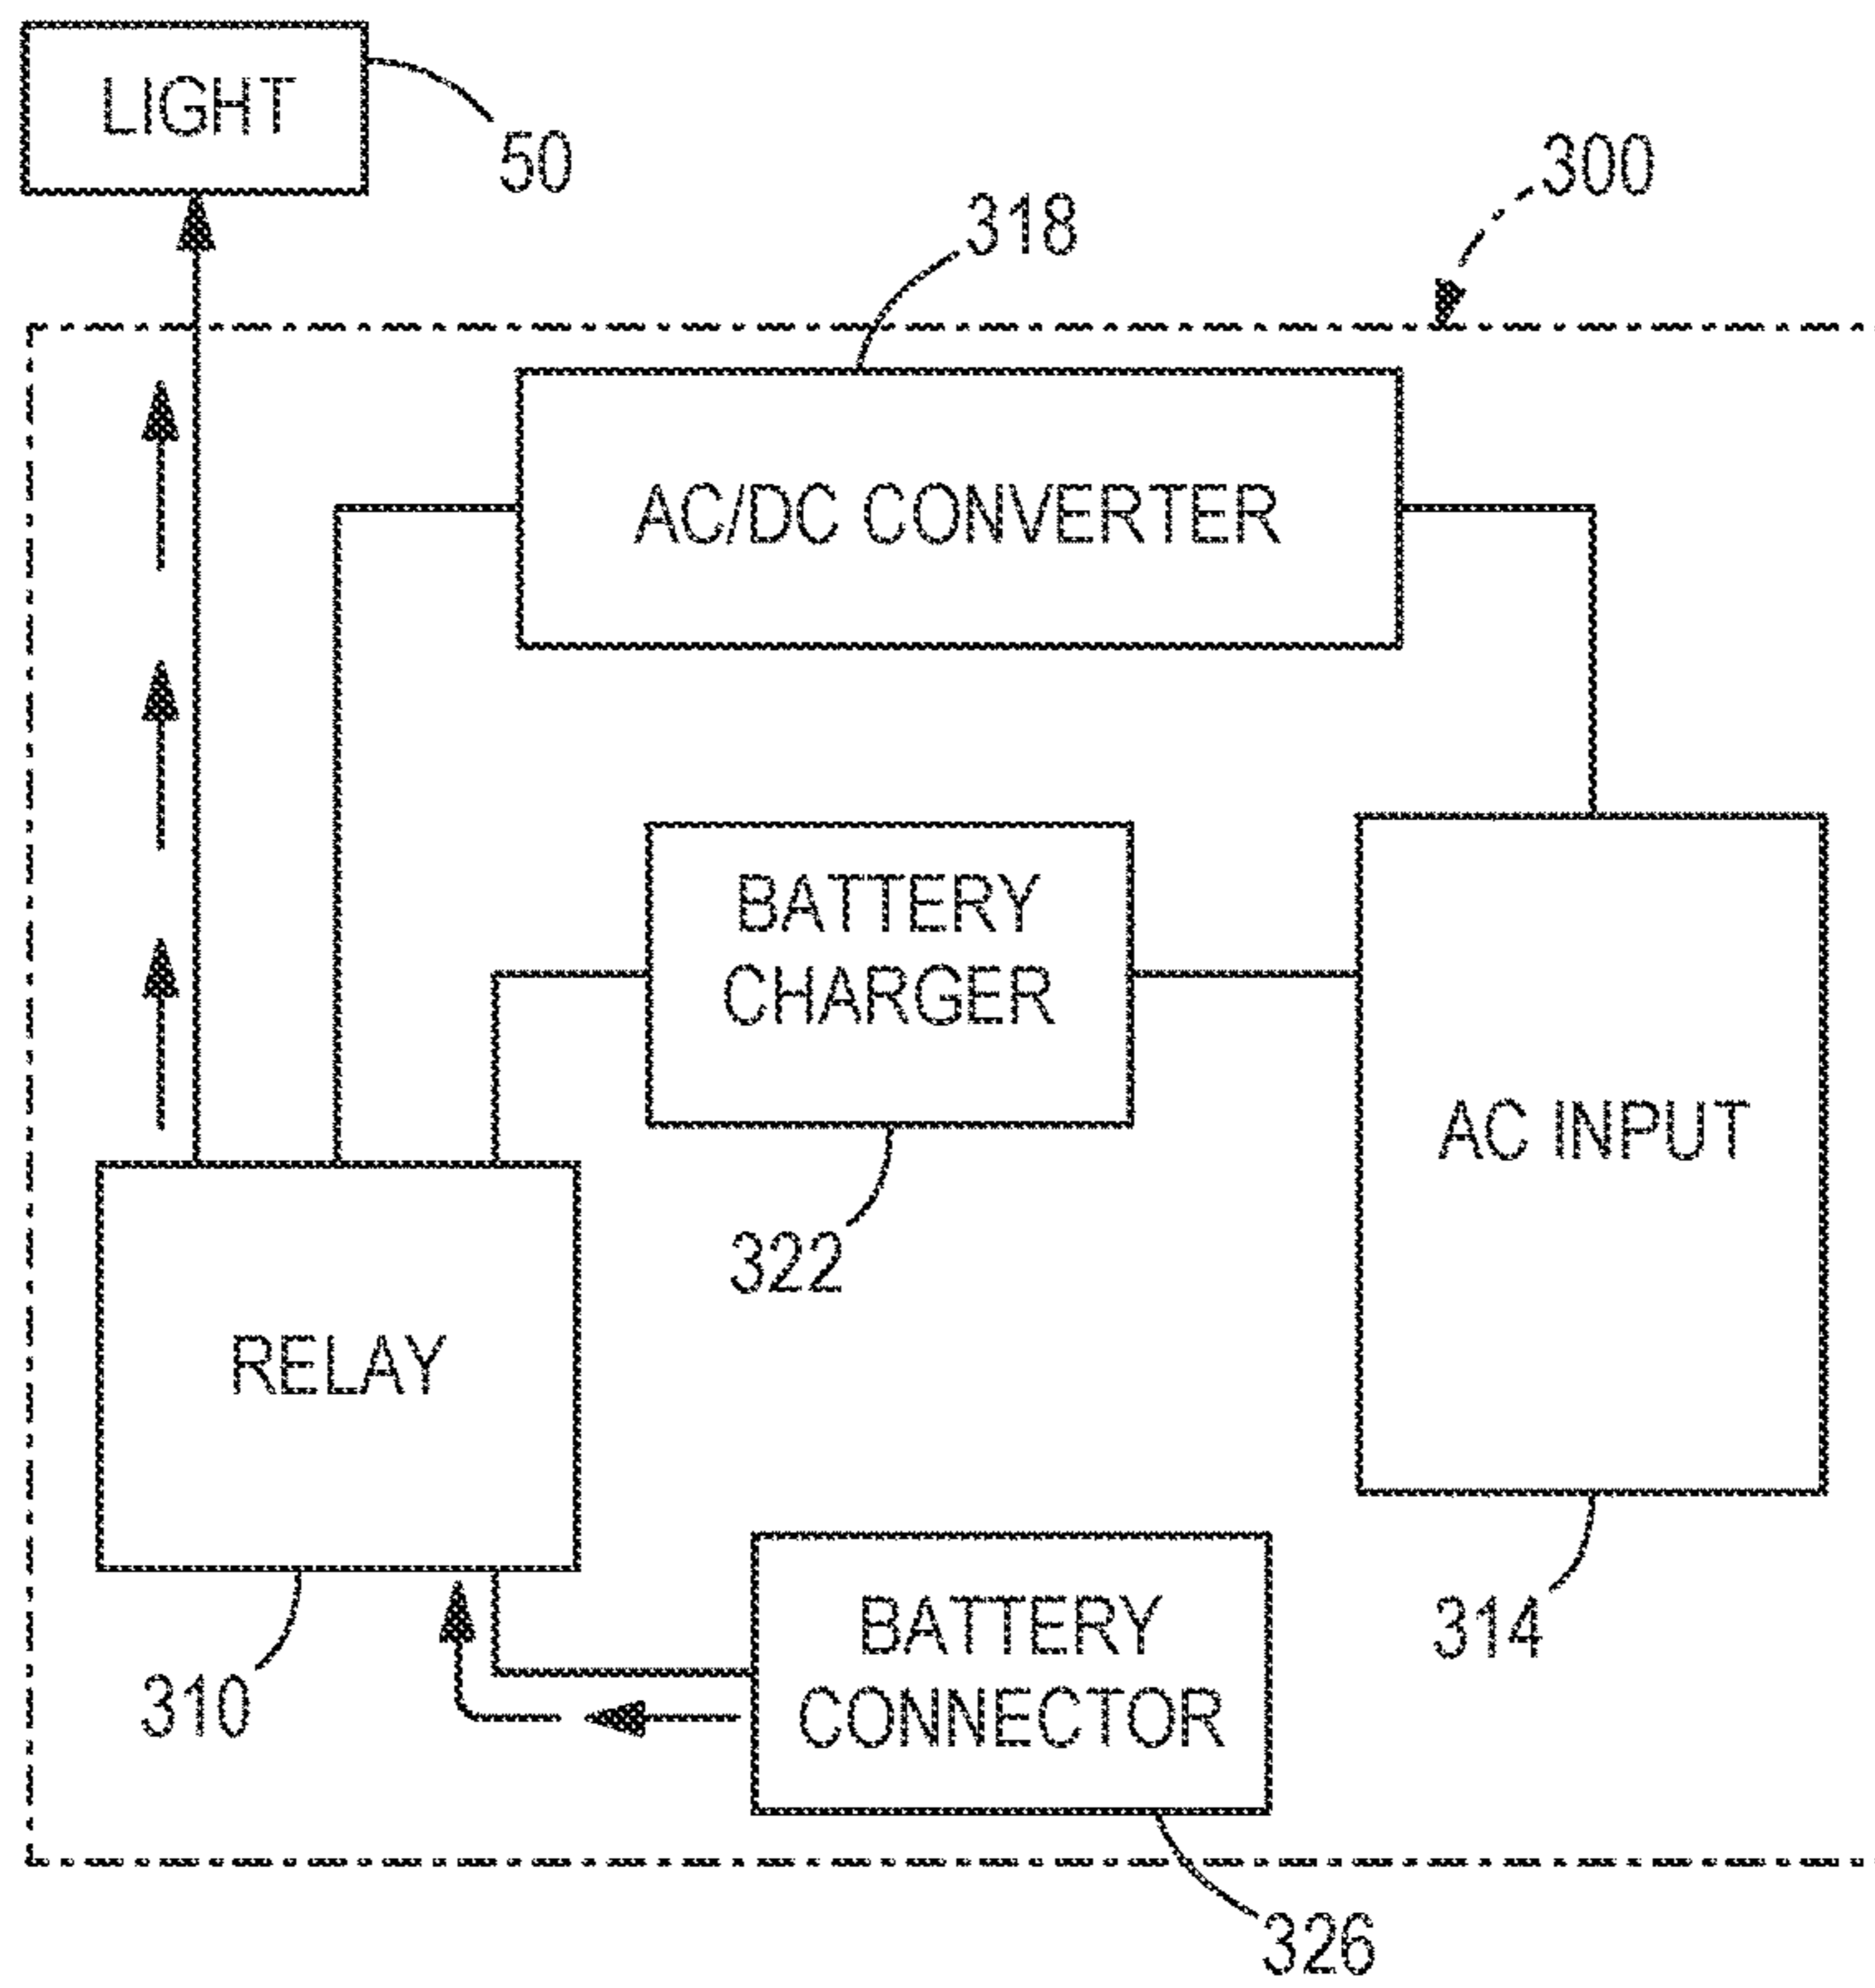 LIGHT
50
300
318
AC/DC CONVERTER
BATTERY
CHARGER
AC INPUT
322
RELAY
BATTERY
CONNECTOR
314
310
326